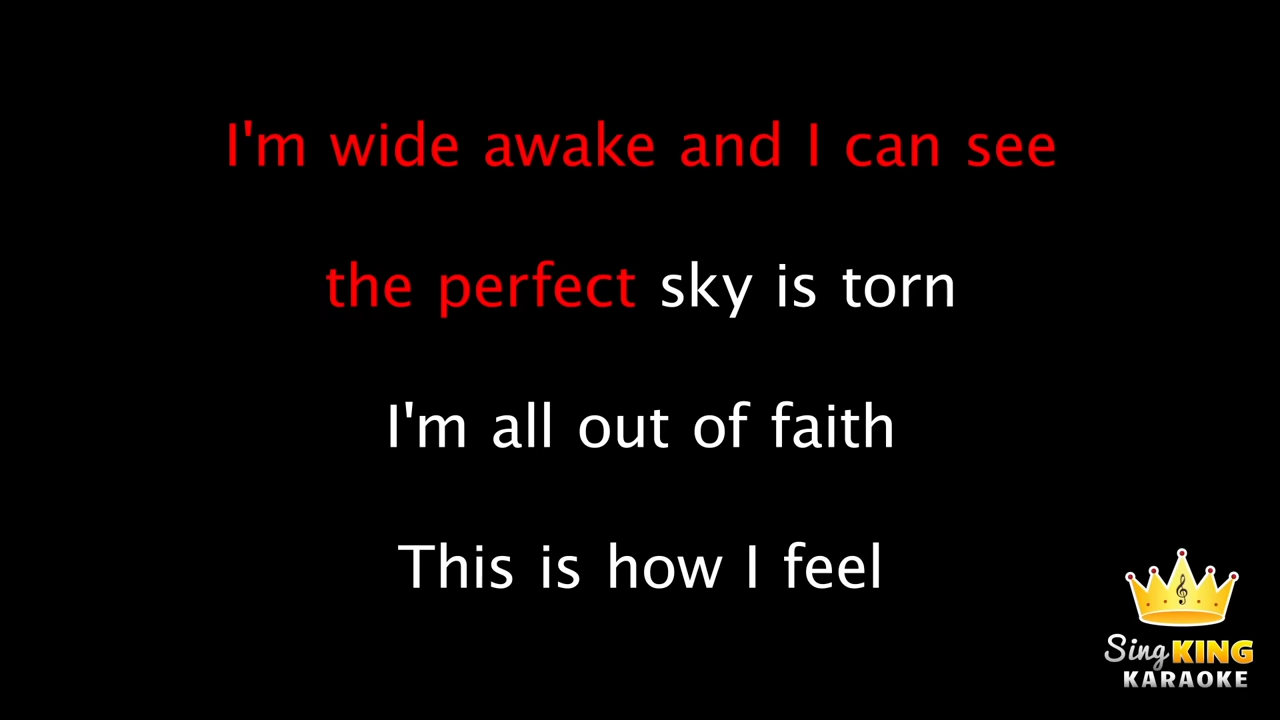 I'm wide awake and I can see
the perfect sky is torn
I'm all out of faith
This is how I feel
Sing KING
KARAOKE